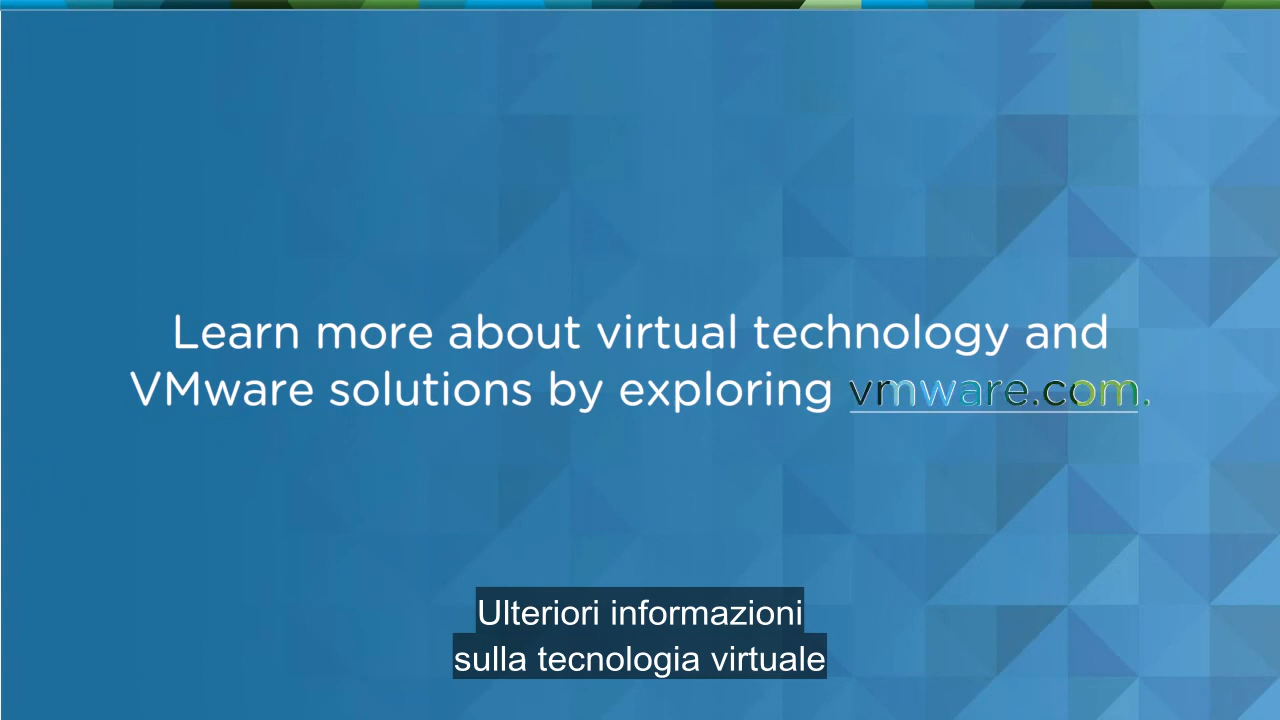 Learn more about virtual technology and
VMware solutions by exploring vmware.com.
Ulteriori informazioni
sulla tecnologia virtuale